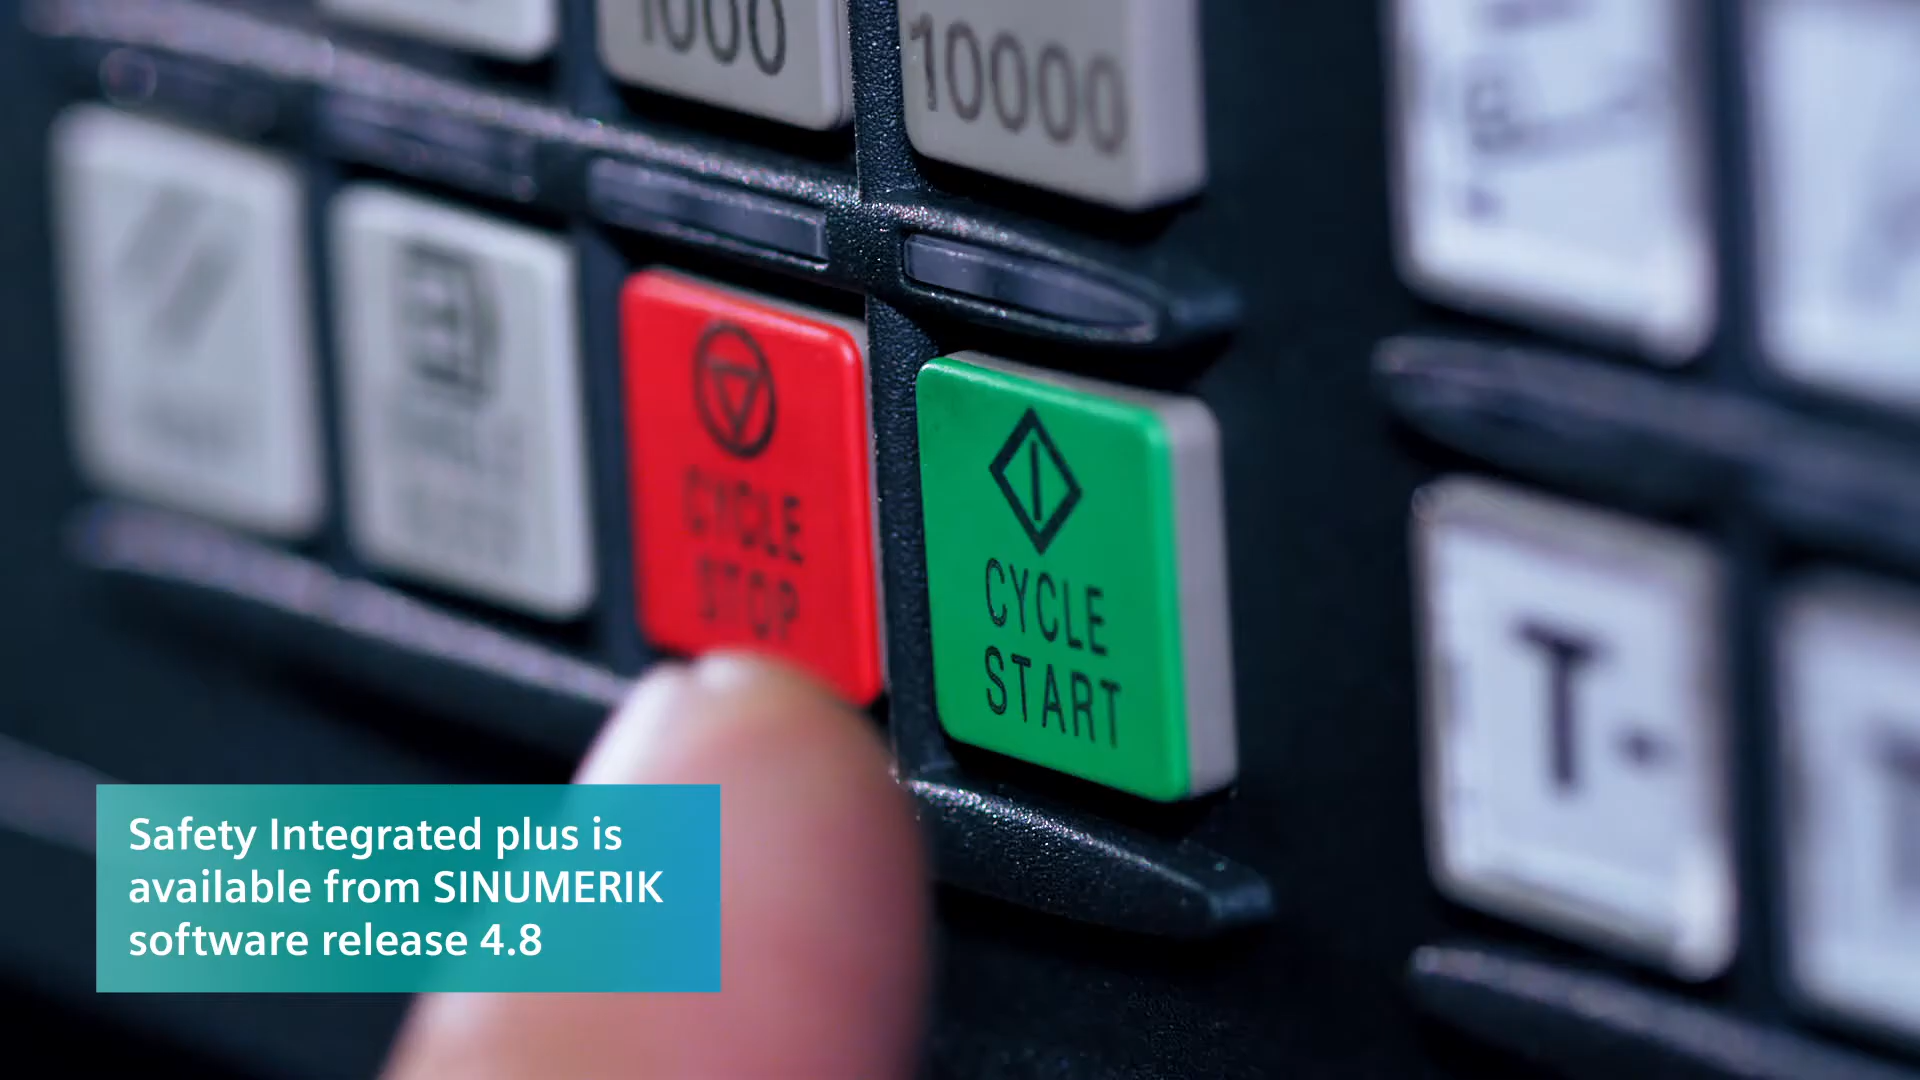 1000
10000
CYCLE
STOP
CYCLE
START
T-
Safety Integrated plus is
available from SINUMERIK
software release 4.8